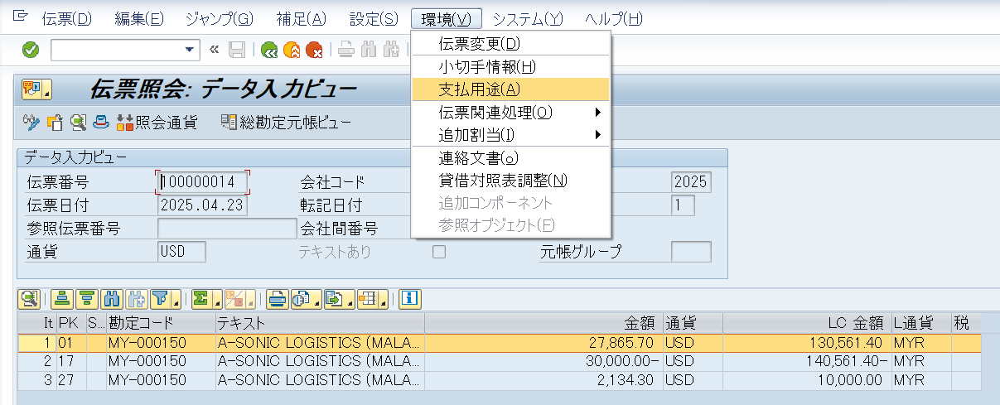 伝票(D) 編集(E) ジャンプ(G) 補足(A) 設定(S) 環境(V) システム(Y) ヘルプ(H)
伝票変更(D)
小切手情報(H)
支払用途(A)
伝票関連処理(O)
追加割当(I)
連絡文書(o)
貸借対照表調整(N)
追加コンポーネント
参照オブジェクト(F)
伝票照会: データ入力ビュー
照会通貨 総勘定元帳ビュー
データ入力ビュー
伝票番号 100000014 会社コード 2025
伝票日付 2025.04.23 転記日付 1
参照伝票番号 会社間番号
通貨 USD テキストあり 元帳グループ
It PK S... 勘定コード テキスト 金額 通貨 LC 金額 L通貨 税
1 01 MY-000150 A-SONIC LOGISTICS (MALA... 27,865.70 USD 130,561.40 MYR
2 17 MY-000150 A-SONIC LOGISTICS (MALA... 30,000.00- USD 140,561.40- MYR
3 27 MY-000150 A-SONIC LOGISTICS (MALA... 2,134.30 USD 10,000.00 MYR